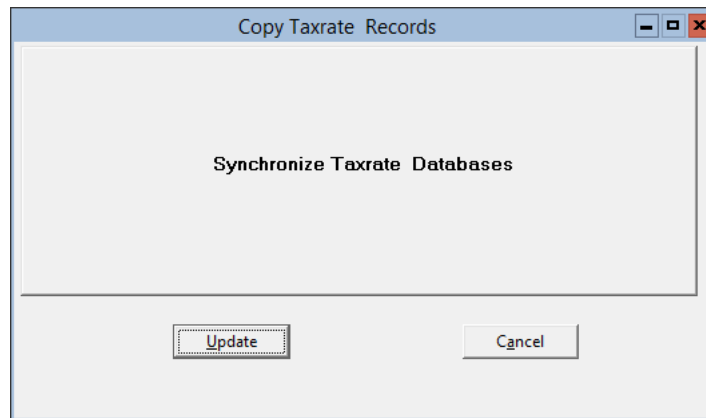 Copy Taxrate  Records
Synchronize Taxrate  Databases
Update
Cancel